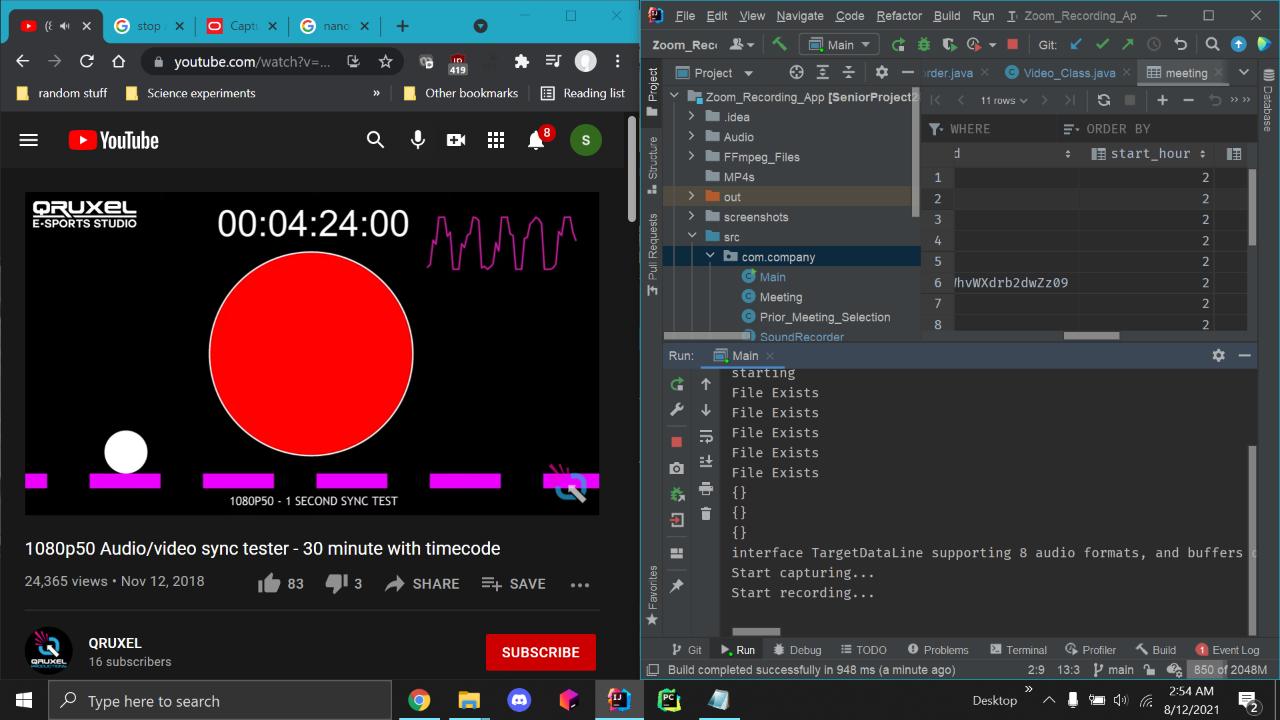 stop
Captu
nano
youtube.com/watch?v=...
419
random stuff
Science experiments
»
Other bookmarks
Reading list
YouTube
8
S
QRUXEL
E-SPORTS STUDIO
00:04:24:00
1080P50 - 1 SECOND SYNC TEST
1080p50 Audio/video sync tester - 30 minute with timecode
24,365 views • Nov 12, 2018
83
3
SHARE
SAVE
QRUXEL
16 subscribers
SUBSCRIBE
File Edit View Navigate Code Refactor Build Run
Zoom_Recording_Ap
Zoom_Reco
Main
Git:
Project
rder.java
Video_Class.java
meeting
Project
Structure
Pull Requests
Favorites
Database
Zoom_Recording_App [SeniorProject2
.idea
Audio
FFmpeg_Files
MP4s
out
screenshots
src
com.company
Main
Meeting
Prior_Meeting_Selection
SoundRecorder
11 rows
WHERE
ORDER BY
d
start_hour
1 2
2 2
3 2
4 2
5 2
6 WhvWXdrb2dwZz09 2
7 2
8 2
Run: Main
starting
File Exists
File Exists
File Exists
File Exists
File Exists
{}
{}
{}
interface TargetDataLine supporting 8 audio formats, and buffers o
Start capturing...
Start recording...
Git Run Debug TODO Problems Terminal Profiler Build 1 Event Log
Build completed successfully in 948 ms (a minute ago)
2:9 13:3 main 850 of 2048M
Type here to search
Desktop »
2:54 AM
8/12/2021
2